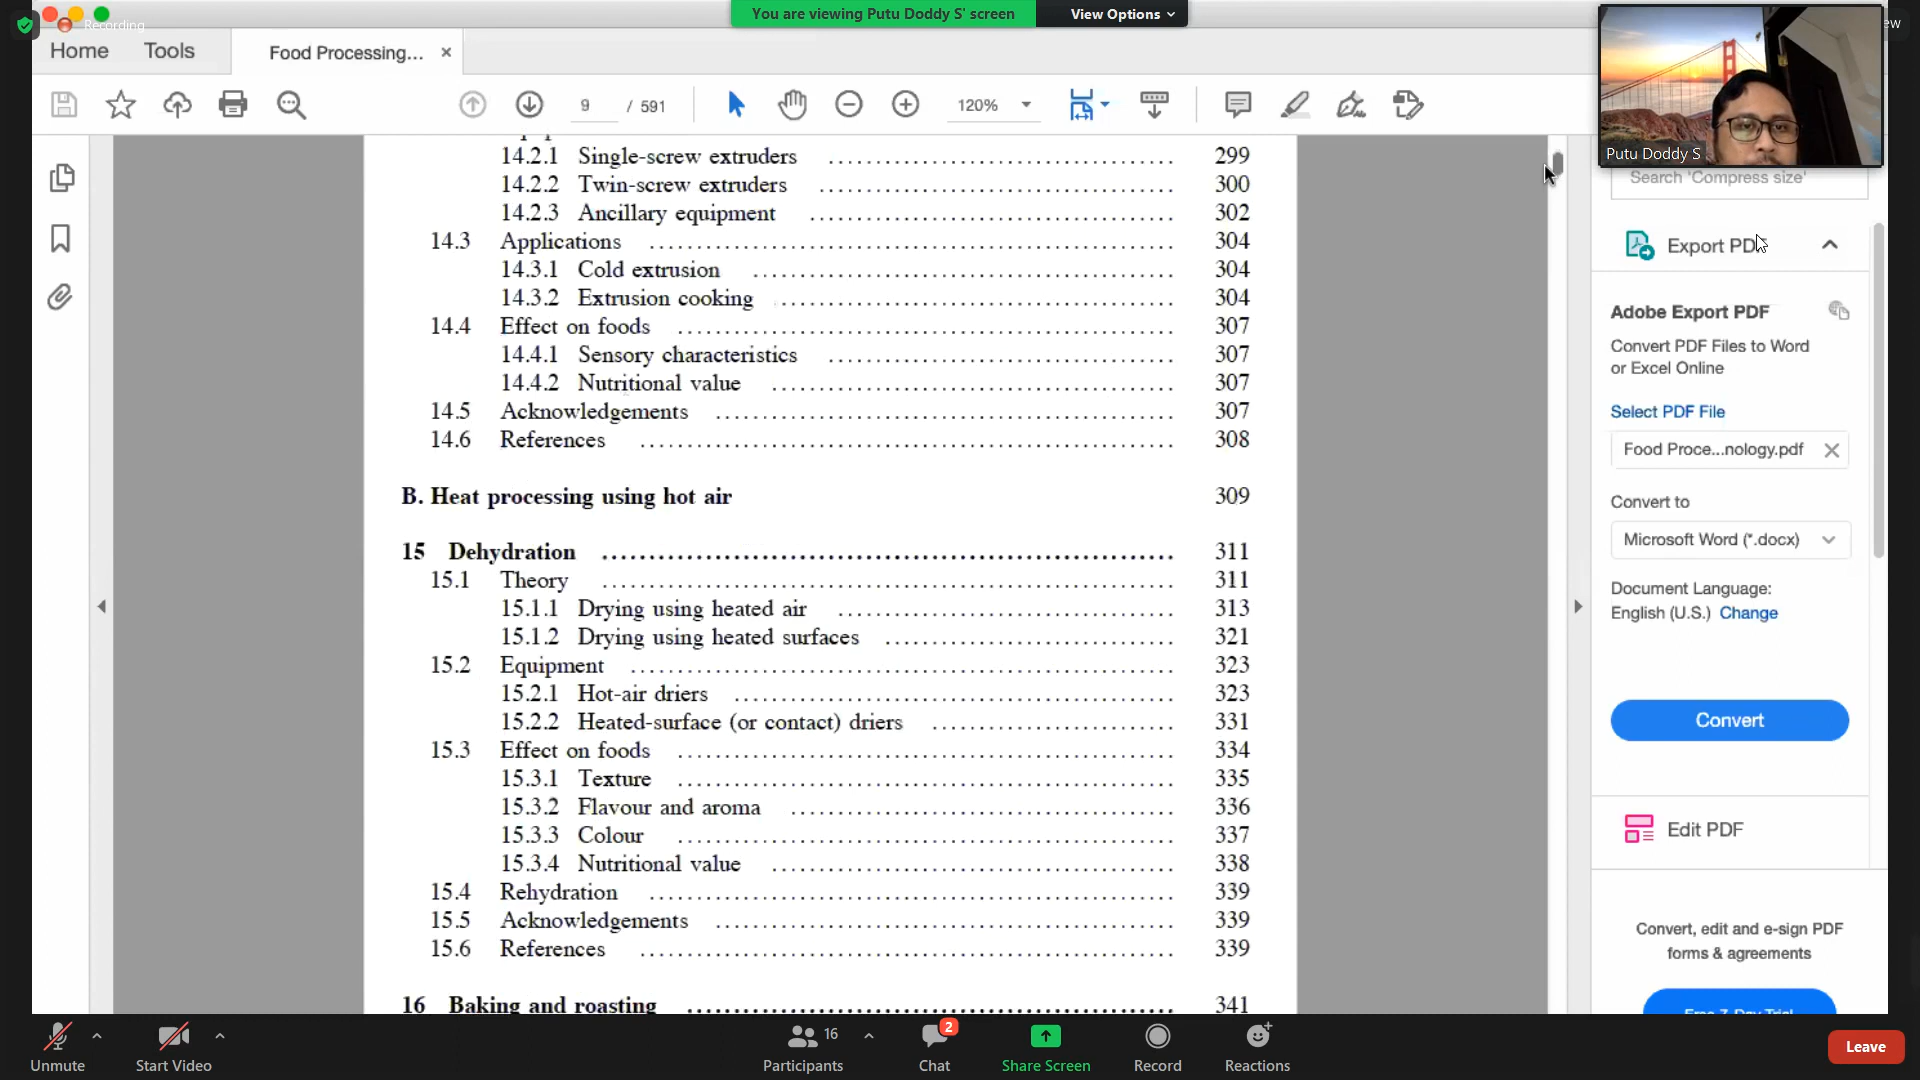 Recording
You are viewing Putu Doddy S' screen
View Options
Home
Tools
Food Processing...
9 / 591
120%
Putu Doddy S
14.2.1 Single-screw extruders 299
14.2.2 Twin-screw extruders 300
14.2.3 Ancillary equipment 302
14.3 Applications 304
14.3.1 Cold extrusion 304
14.3.2 Extrusion cooking 304
14.4 Effect on foods 307
14.4.1 Sensory characteristics 307
14.4.2 Nutritional value 307
14.5 Acknowledgements 307
14.6 References 308
B. Heat processing using hot air 309
15 Dehydration 311
15.1 Theory 311
15.1.1 Drying using heated air 313
15.1.2 Drying using heated surfaces 321
15.2 Equipment 323
15.2.1 Hot-air driers 323
15.2.2 Heated-surface (or contact) driers 331
15.3 Effect on foods 334
15.3.1 Texture 335
15.3.2 Flavour and aroma 336
15.3.3 Colour 337
15.3.4 Nutritional value 338
15.4 Rehydration 339
15.5 Acknowledgements 339
15.6 References 339
16 Baking and roasting 341
Search 'Compress size'
Export PDF
Adobe Export PDF
Convert PDF Files to Word
or Excel Online
Select PDF File
Food Proce...nology.pdf
Convert to
Microsoft Word (*.docx)
Document Language:
English (U.S.) Change
Convert
Edit PDF
Convert, edit and e-sign PDF
forms & agreements
Free 7-Day Trial
Unmute
Start Video
16
Participants
2
Chat
Share Screen
Record
Reactions
Leave